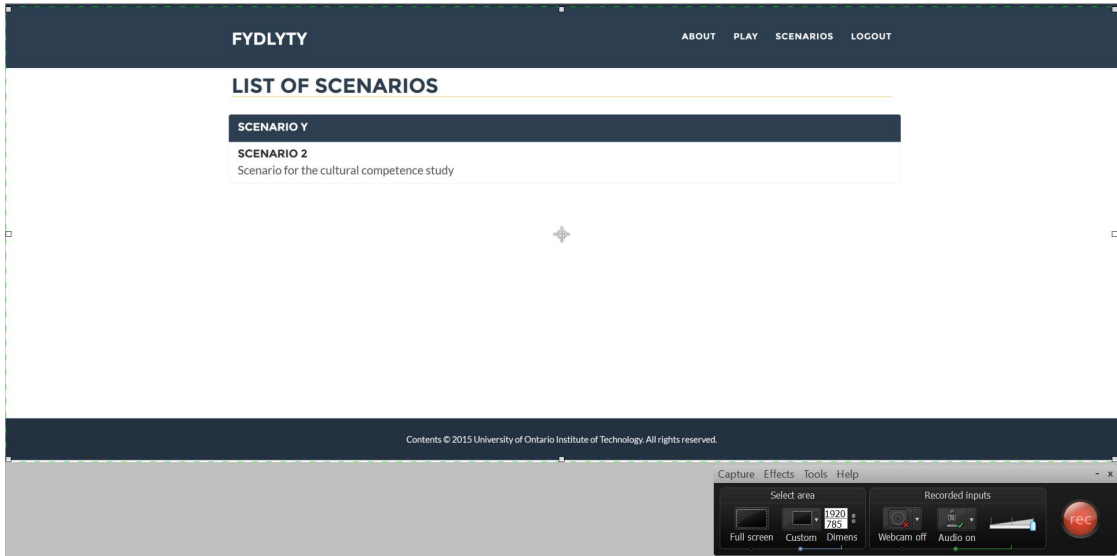 FYDLYTY
ABOUT PLAY SCENARIOS LOGOUT
LIST OF SCENARIOS
SCENARIO Y
SCENARIO 2
Scenario for the cultural competence study
Contents © 2015 University of Ontario Institute of Technology. All rights reserved.
Capture Effects Tools Help
Select area
Recorded inputs
1920
785
Full screen Custom Dimens
Webcam off Audio on
rec